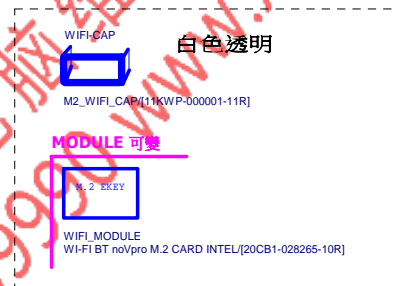 WIFI-CAP
白色透明
M2_WIFI_CAP/[11KWP-000001-11R]
MODULE 可變
M.2 EKEY
WIFI_MODULE
WI-FI BT noVpro M.2 CARD INTEL/[20CB1-028265-10R]